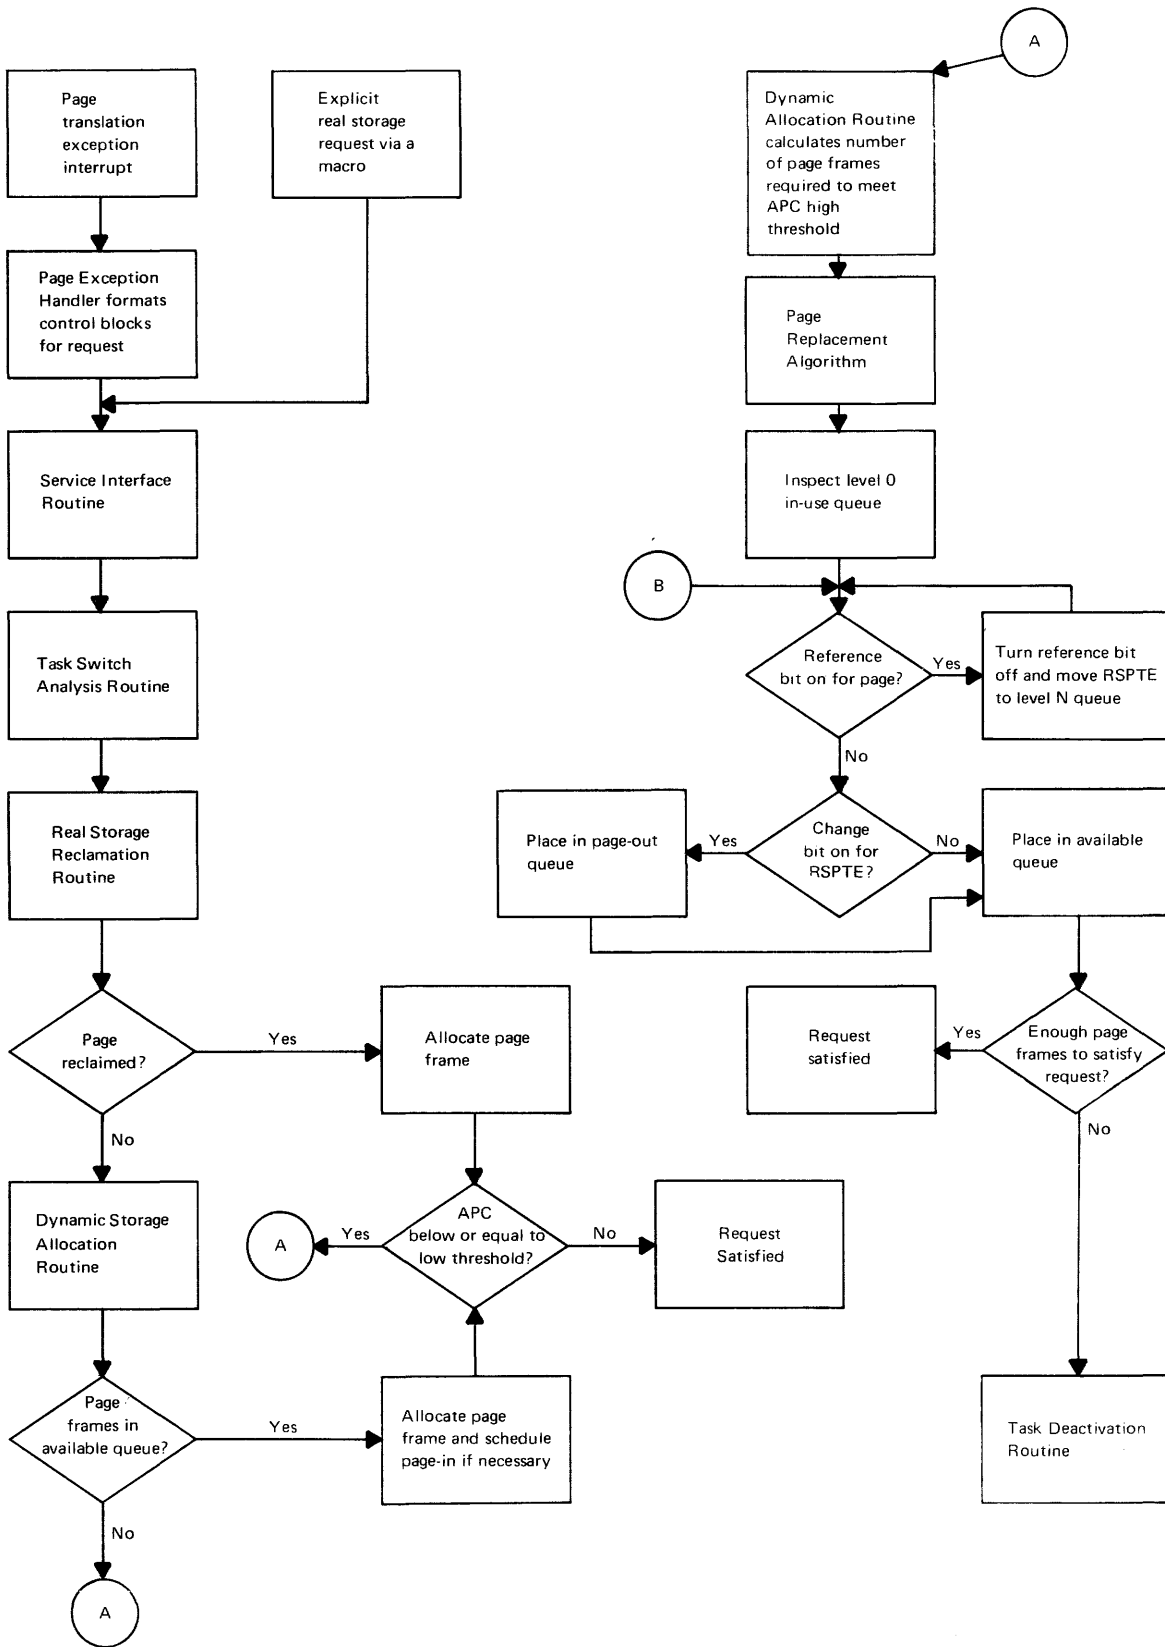 Page
translation
exception
interrupt
Explicit
real storage
request via a
macro
Page Exception
Handler formats
control blocks
for request
Service Interface
Routine
Task Switch
Analysis Routine
Real Storage
Reclamation
Routine
Page
reclaimed?
Yes
No
Allocate page
frame
Dynamic Storage
Allocation
Routine
A
Yes
APC
below or equal to
low threshold?
No
Request
Satisfied
Page
frames in
available queue?
Yes
No
Allocate page
frame and schedule
page-in if necessary
A
A
Dynamic
Allocation Routine
calculates number
of page frames
required to meet
APC high
threshold
Page
Replacement
Algorithm
Inspect level 0
in-use queue
B
Reference
bit on for page?
Yes
No
Turn reference bit
off and move RSPTE
to level N queue
Place in page-out
queue
Yes
Change
bit on for
RSPTE?
No
Place in available
queue
Request
satisfied
Yes
Enough page
frames to satisfy
request?
No
Task Deactivation
Routine